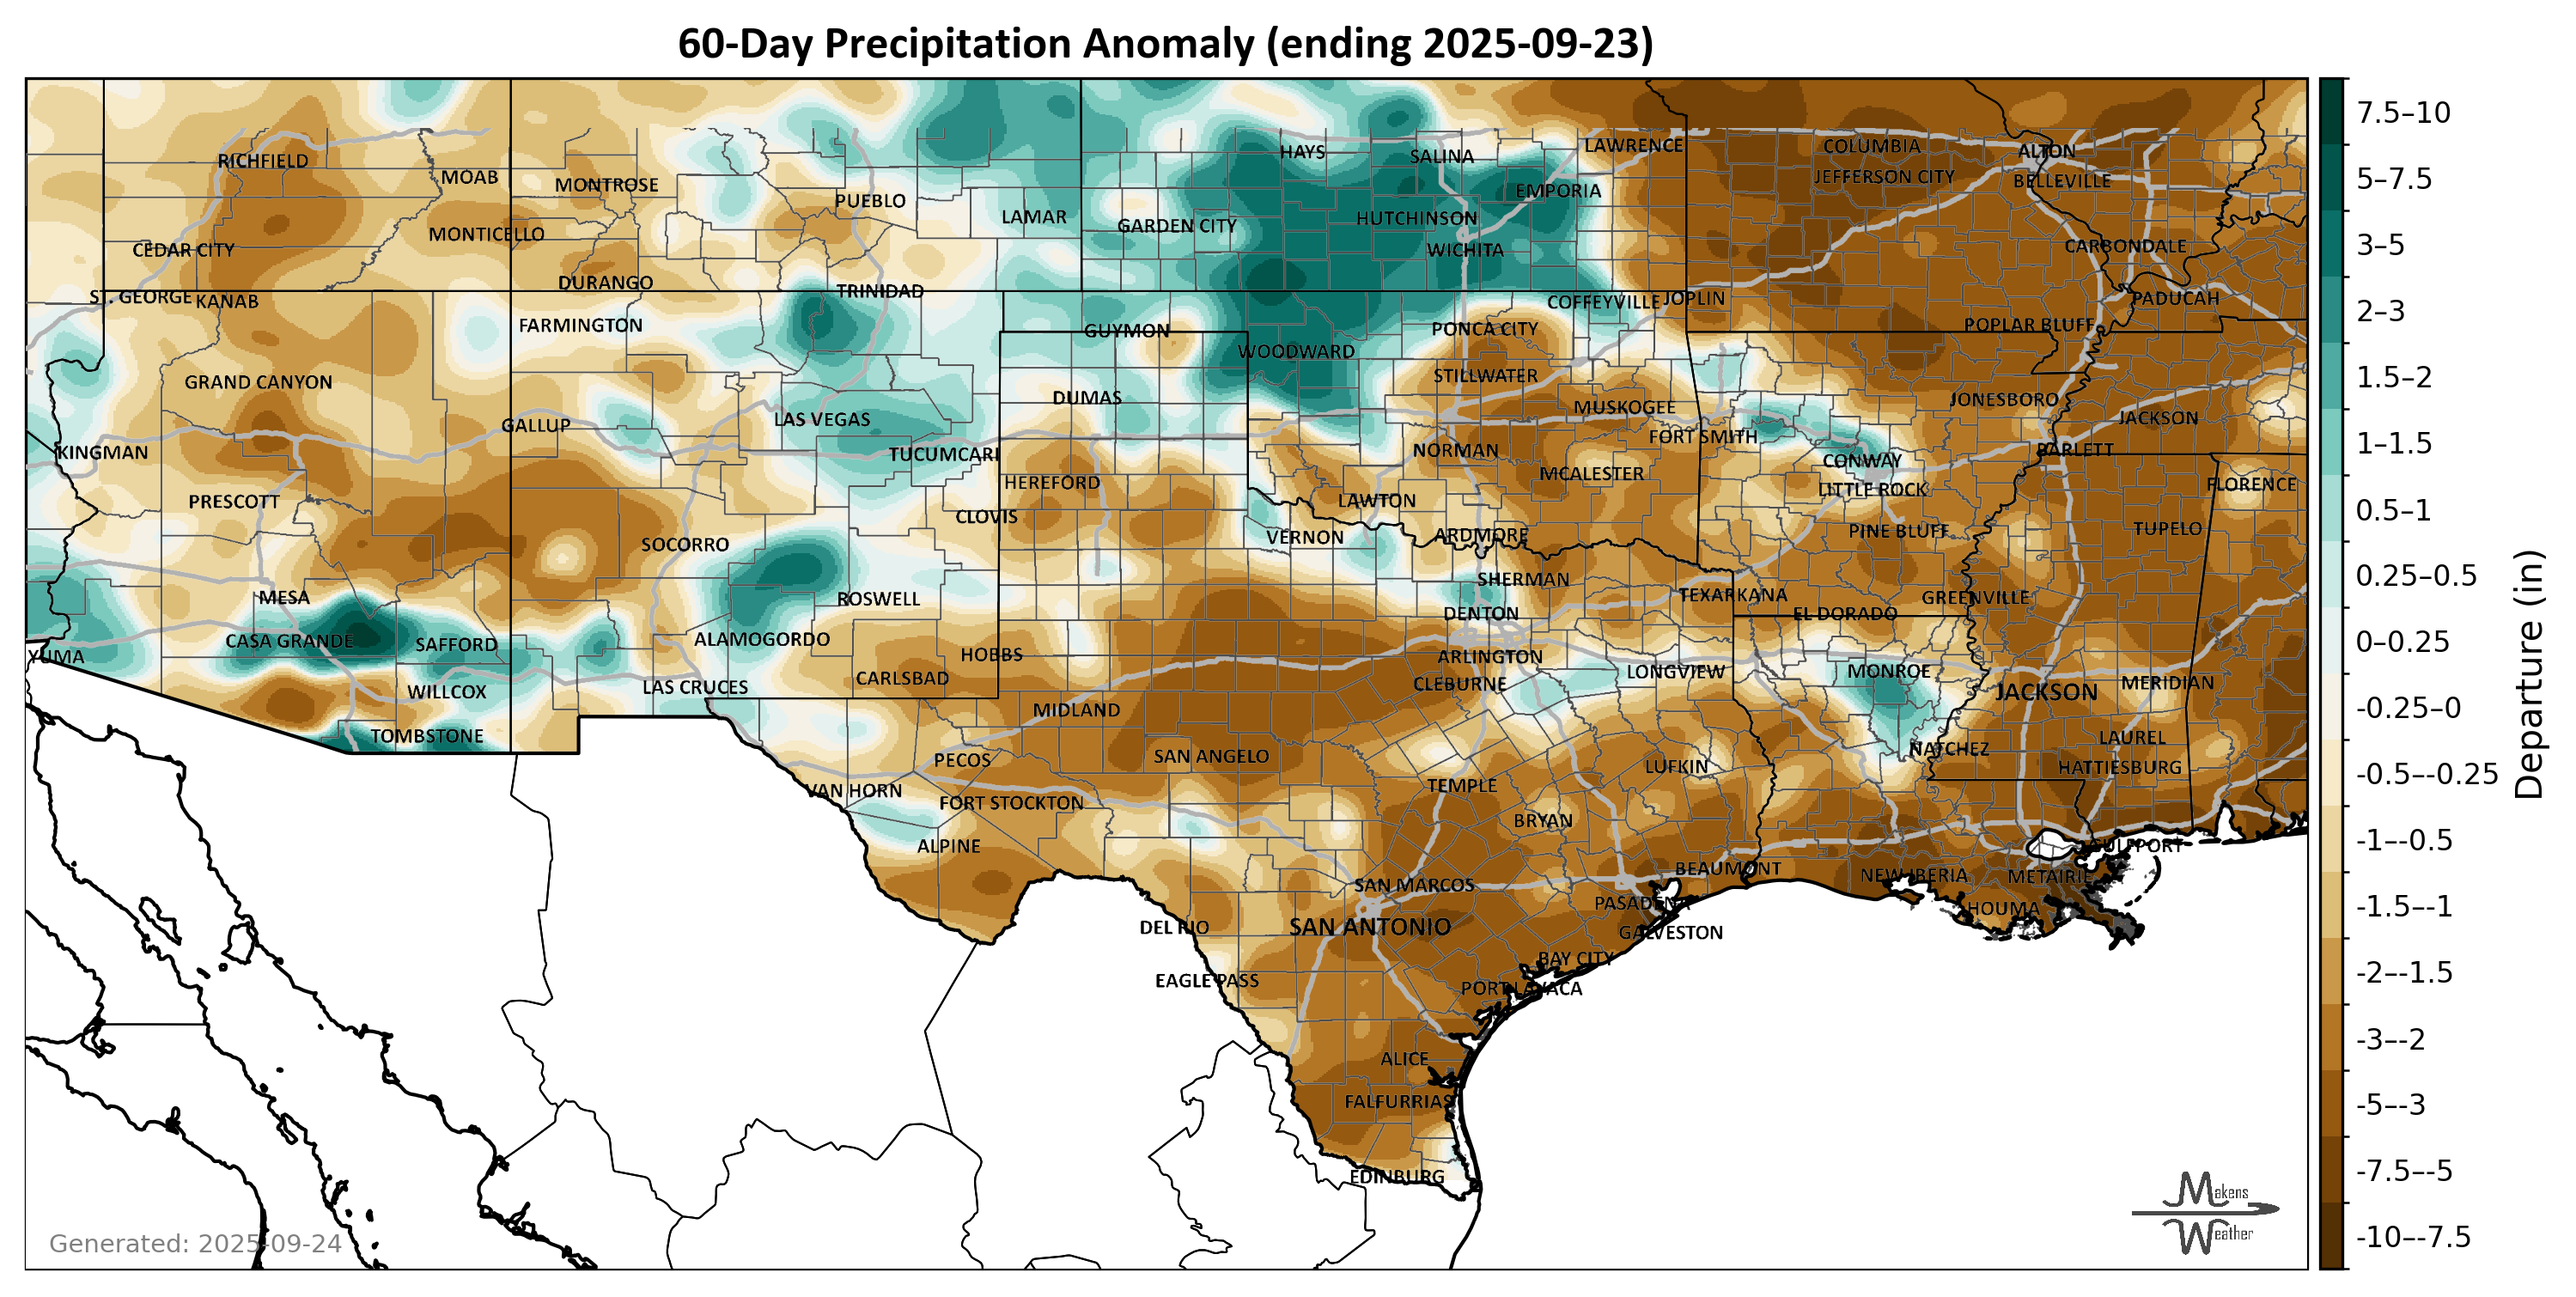 60-Day Precipitation Anomaly (ending 2025-09-23)
RICHFIELD
MOAB
MONTROSE
PUEBLO
LAMAR
HAYS
SALINA
LAWRENCE
COLUMBIA
ALTON
JEFFERSON CITY
BELLEVILLE
EMPORIA
GARDEN CITY
HUTCHINSON
WICHITA
CEDAR CITY
MONTICELLO
CARBONDALE
DURANGO
TRINIDAD
ST. GEORGE
KANAB
COFFEYVILLE
JOPLIN
PADUCAH
FARMINGTON
GUYMON
PONCA CITY
POPLAR BLUFF
WOODWARD
GRAND CANYON
STILLWATER
DUMAS
MUSKOGEE
JONESBORO
JACKSON
GALLUP
LAS VEGAS
FORT SMITH
KINGMAN
TUCUMCARI
NORMAN
BARLETT
CONWAY
MCALESTER
HEREFORD
LITTLE ROCK
FLORENCE
PRESCOTT
LAWTON
CLOVIS
PINE BLUFF
TUPELO
SOCORRO
VERNON
ARDMORE
SHERMAN
MESA
ROSWELL
TEXARKANA
GREENVILLE
DENTON
EL DORADO
CASA GRANDE
SAFFORD
ALAMOGORDO
YUMA
HOBBS
ARLINGTON
CARLSBAD
LONGVIEW
MONROE
WILLCOX
LAS CRUCES
CLEBURNE
JACKSON
MERIDIAN
MIDLAND
TOMBSTONE
LAUREL
NATCHEZ
PECOS
SAN ANGELO
LUFKIN
HATTIESBURG
VAN HORN
TEMPLE
FORT STOCKTON
BRYAN
ALPINE
GULFPORT
BEAUMONT
SAN MARCOS
NEW IBERIA
METAIRIE
PASADENA
HOUMA
DEL RIO
SAN ANTONIO
GALVESTON
BAY CITY
EAGLE PASS
PORT LAVACA
ALICE
FALFURRIAS
EDINBURG
Generated: 2025-09-24
Makens
Weather
7.5–10
5–7.5
3–5
2–3
1.5–2
1–1.5
0.5–1
0.25–0.5
0–0.25
-0.25–0
-0.5–-0.25
-1–-0.5
-1.5–-1
-2–-1.5
-3–-2
-5–-3
-7.5–-5
-10–-7.5
Departure (in)